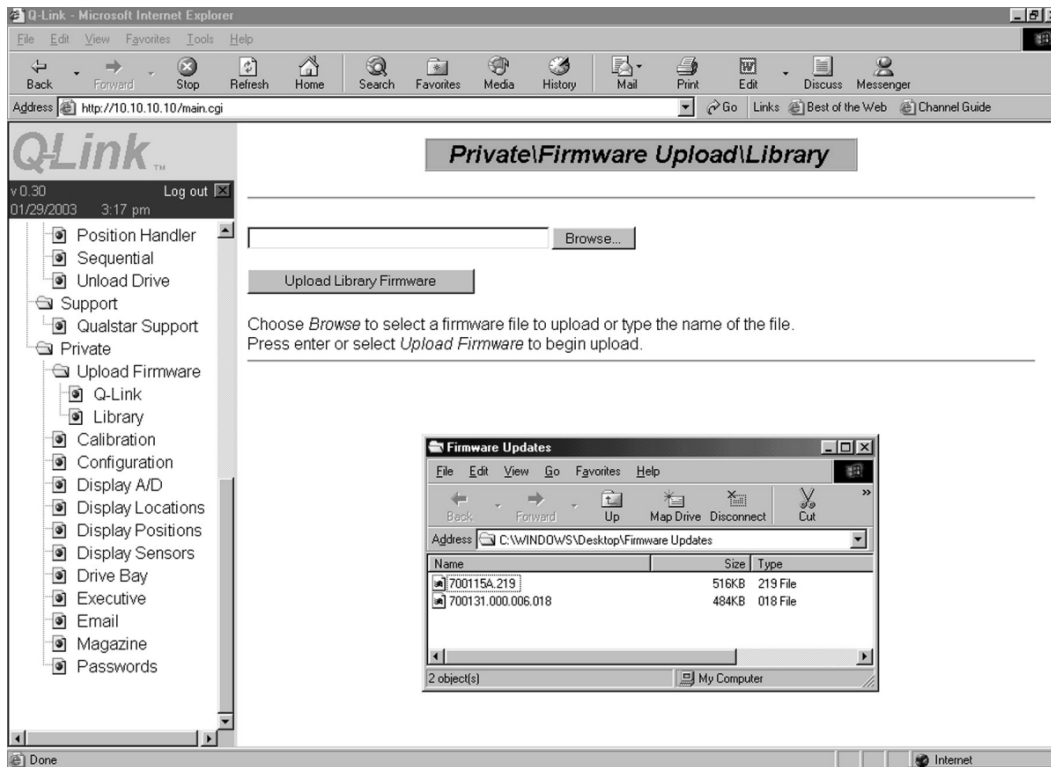 Q-Link - Microsoft Internet Explorer
File Edit View Favorites Tools Help
Back Forward Stop Refresh Home Search Favorites Media History Mail Print Edit Discuss Messenger
Address http://10.10.10.10/main.cgi Go Links Best of the Web Channel Guide
Q-Link TM
v 0.30 Log out
01/29/2003 3:17 pm
Position Handler
Sequential
Unload Drive
Support
Qualstar Support
Private
Upload Firmware
Q-Link
Library
Calibration
Configuration
Display A/D
Display Locations
Display Positions
Display Sensors
Drive Bay
Executive
Email
Magazine
Passwords
Private\Firmware Upload\Library
Browse...
Upload Library Firmware
Choose Browse to select a firmware file to upload or type the name of the file.
Press enter or select Upload Firmware to begin upload.
Firmware Updates
File Edit View Go Favorites Help
Back Forward Up Map Drive Disconnect Cut »
Address C:\WINDOWS\Desktop\Firmware Updates
Name Size Type
700115A.219 516KB 219 File
700131.000.006.018 484KB 018 File
2 object(s) My Computer
Done Internet